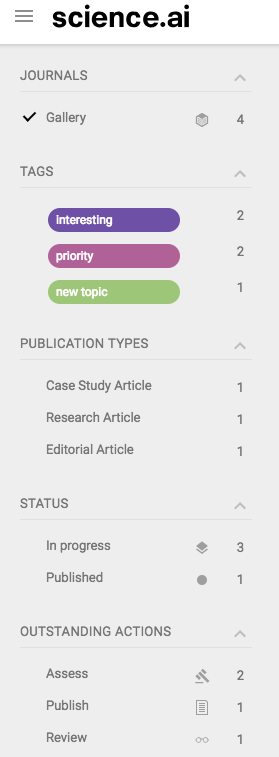 science.ai
JOURNALS
Gallery 4
TAGS
interesting 2
priority 2
new topic 1
PUBLICATION TYPES
Case Study Article 1
Research Article 1
Editorial Article 1
STATUS
In progress 3
Published 1
OUTSTANDING ACTIONS
Assess 2
Publish 1
Review 1